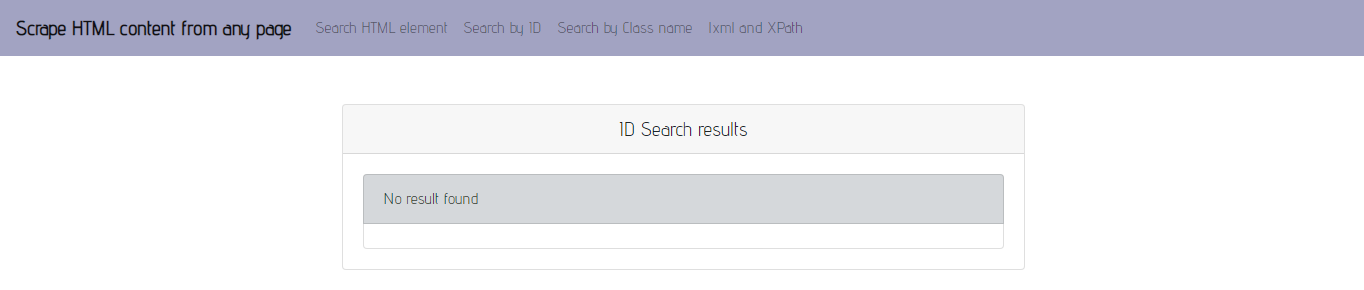 Scrape HTML content from any page Search HTML element Search by ID Search by Class name lxml and XPath
ID Search results
No result found